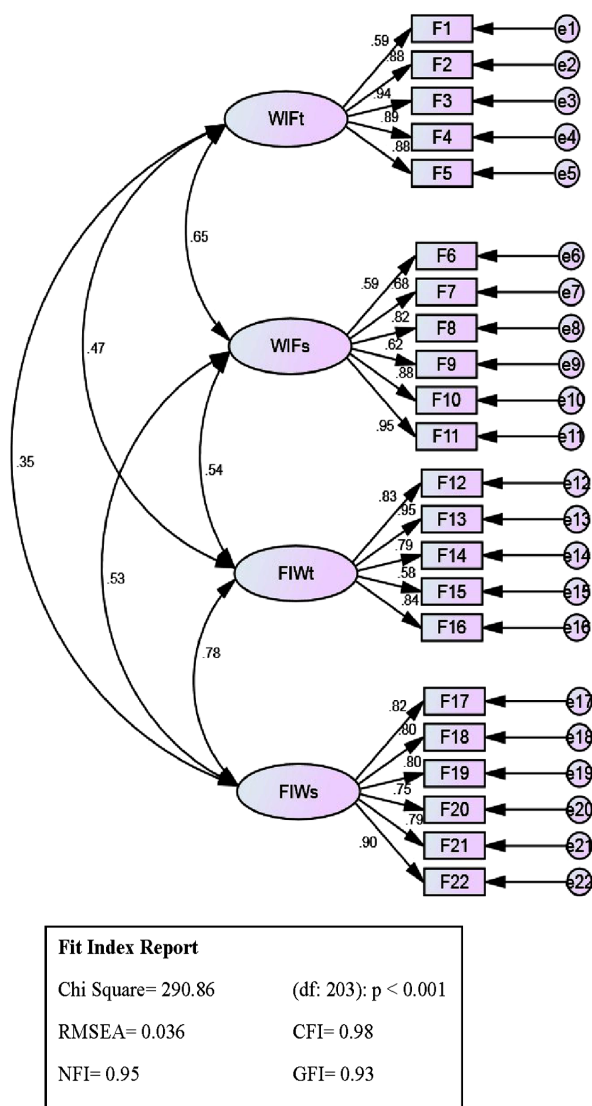 F1 e1
.59
F2 e2
.88
F3 e3
.94
WIFt
F4 e4
.89
F5 e5
.88
.65
F6 e6
.59 .68
F7 e7
F8 e8
.82
WIFs
F9 e9
.62
F10 e10
.88
F11 e11
.95
.47
.35
.54
F12 e12
.83
F13 e13
.95
F14 e14
.79
FIWt
F15 e15
.58
F16 e16
.84
.53
.78
F17 e17
.82
F18 e18
.80
F19 e19
.80
FIWs
F20 e20
.75
F21 e21
.79
F22 e22
.90
Fit Index Report
Chi Square= 290.86 (df: 203): p < 0.001
RMSEA= 0.036 CFI= 0.98
NFI= 0.95 GFI= 0.93